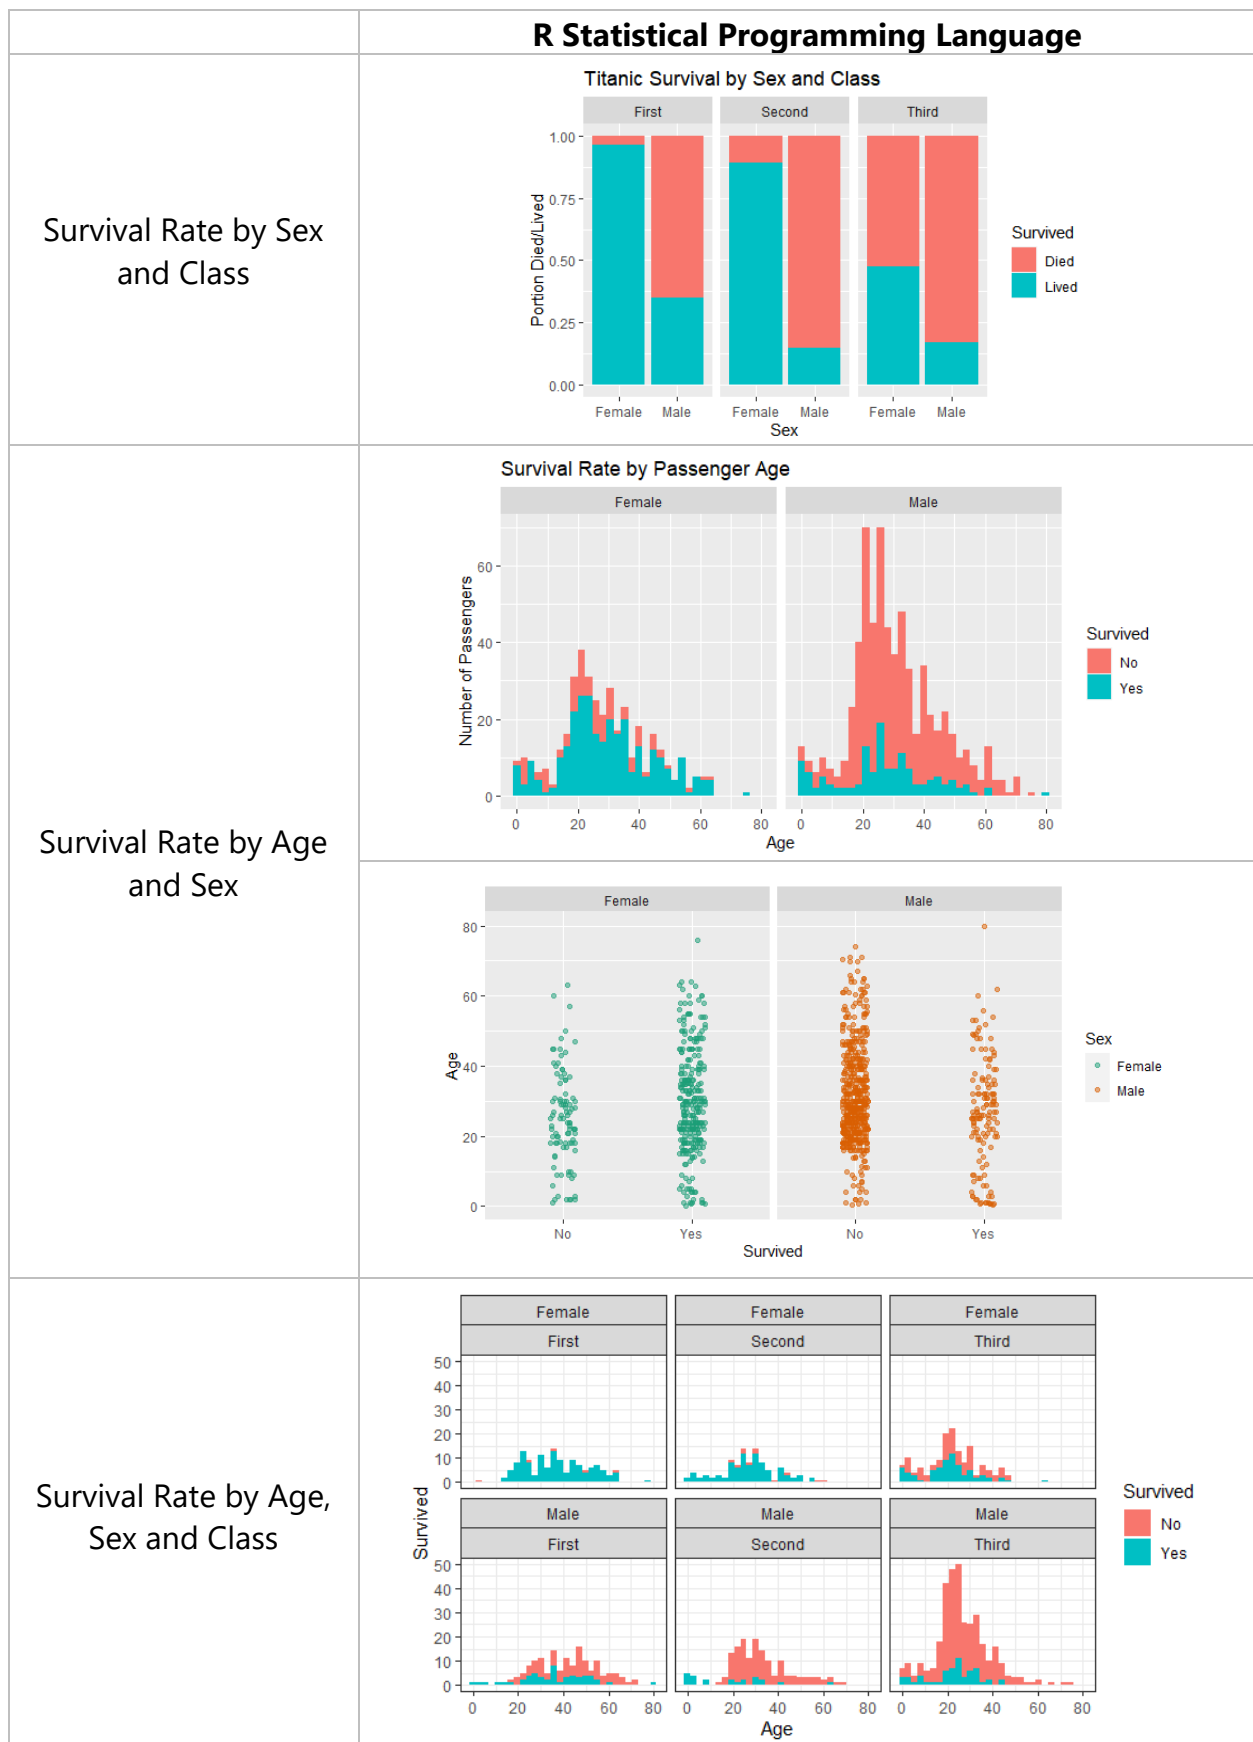 R Statistical Programming Language
Survival Rate by Sex
and Class
Titanic Survival by Sex and Class
First Second Third
Portion Died/Lived
1.00
0.75
0.50
0.25
0.00
Female Male Female Male Female Male
Sex
Survived
Died
Lived
Survival Rate by Age
and Sex
Survival Rate by Passenger Age
Female Male
Number of Passengers
60
40
20
0
0 20 40 60 80 0 20 40 60 80
Age
Survived
No
Yes
Female Male
Age
80
60
40
20
0
No Yes No Yes
Survived
Sex
Female
Male
Survival Rate by Age,
Sex and Class
Female Female Female
First Second Third
50
40
30
20
10
0
Survived
Male Male Male
First Second Third
50
40
30
20
10
0
0 20 40 60 80 0 20 40 60 80 0 20 40 60 80
Age
Survived
No
Yes